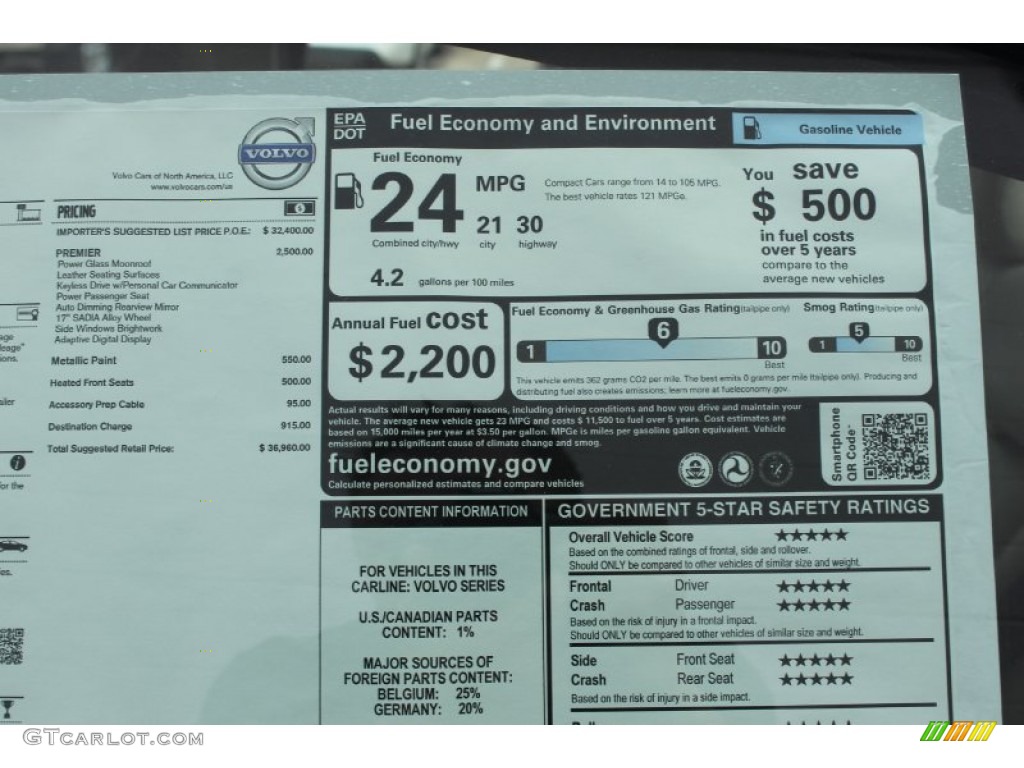 VOLVO
Volvo Cars of North America, LLC
www.volvocars.com/us
PRICING
IMPORTER'S SUGGESTED LIST PRICE P.O.E.: $ 32,400.00
PREMIER 2,500.00
Power Glass Moonroof
Leather Seating Surfaces
Keyless Drive w/Personal Car Communicator
Power Passenger Seat
Auto Dimming Rearview Mirror
17" SADIA Alloy Wheel
Side Windows Brightwork
Adaptive Digital Display
Metallic Paint 550.00
Heated Front Seats 500.00
Accessory Prep Cable 95.00
Destination Charge 915.00
Total Suggested Retail Price: $ 36,960.00
EPA
DOT
Fuel Economy and Environment
Gasoline Vehicle
Fuel Economy
24 MPG
21 30
Combined city/hwy city highway
4.2 gallons per 100 miles
Compact Cars range from 14 to 105 MPG.
The best vehicle rates 121 MPGe.
You save
$ 500
in fuel costs
over 5 years
compare to the
average new vehicles
Annual Fuel cost
$2,200
Fuel Economy & Greenhouse Gas Rating (tailpipe only)
1 6 10
Best
Smog Rating (tailpipe only)
1 5 10
Best
This vehicle emits 362 grams CO2 per mile. The best emits 0 grams per mile (tailpipe only). Producing and
distributing fuel also creates emissions; learn more at fueleconomy.gov.
Actual results will vary for many reasons, including driving conditions and how you drive and maintain your
vehicle. The average new vehicle gets 23 MPG and costs $ 11,500 to fuel over 5 years. Cost estimates are
based on 15,000 miles per year at $3.50 per gallon. MPGe is miles per gasoline gallon equivalent. Vehicle
emissions are a significant cause of climate change and smog.
fueleconomy.gov
Calculate personalized estimates and compare vehicles
Smartphone
QR Code
PARTS CONTENT INFORMATION
FOR VEHICLES IN THIS
CARLINE: VOLVO SERIES
U.S./CANADIAN PARTS
CONTENT: 1%
MAJOR SOURCES OF
FOREIGN PARTS CONTENT:
BELGIUM: 25%
GERMANY: 20%
GOVERNMENT 5-STAR SAFETY RATINGS
Overall Vehicle Score ★★★★★
Based on the combined ratings of frontal, side and rollover.
Should ONLY be compared to other vehicles of similar size and weight.
Frontal Driver ★★★★★
Crash Passenger ★★★★★
Based on the risk of injury in a frontal impact.
Should ONLY be compared to other vehicles of similar size and weight.
Side Front Seat ★★★★★
Crash Rear Seat ★★★★★
Based on the risk of injury in a side impact.
GTCarLot.com